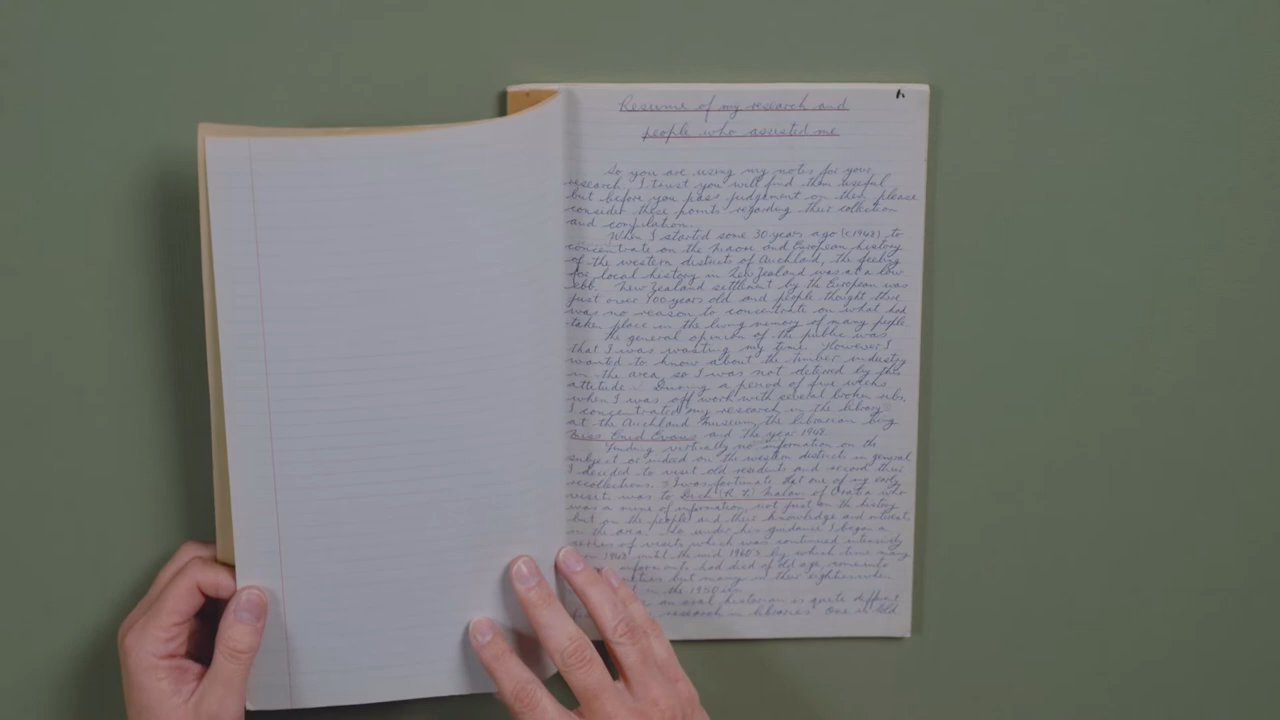 1.
Resume of my research and
people who assisted me
So you are using my notes for your
research, I trust you will find them useful
but before you pass judgement on them please
consider these points regarding their collection
and compilation.
When I started some 30 years ago (c1948) to
concentrate on the Maori and European history
of the western districts of Auckland, the feeling
for local history in New Zealand was at a low
ebb. New Zealand settlement by the European was
just over 100 years old and people thought there
was no reason to concentrate on what had
taken place in the living memory of many people
the general opinion of the public was
that I was wasting my time. However I
wanted to know about the timber industry
in the area so I was not deterred by this
attitude. During a period of five weeks
when I was off work with several broken ribs,
I concentrated my research in the library
at the Auckland Museum, the librarian being
Miss Enid Evans and the year 1948.
Finding virtually no information on the
subject or indeed on the western districts in general
I decided to visit old residents and record their
recollections. I was fortunate that one of my early
visits was to Dick (R. ) of Oratia who
was a mine of information, not just on the history
but on the people and their knowledge and interest
in the area. So under his guidance I began a
series of visits which was continued intensively
1948 until the mid 1960's by which time many
had died of old age, some into
but many in their eighties when
in the 1950's
an oral historian is quite different
research in libraries. One is told